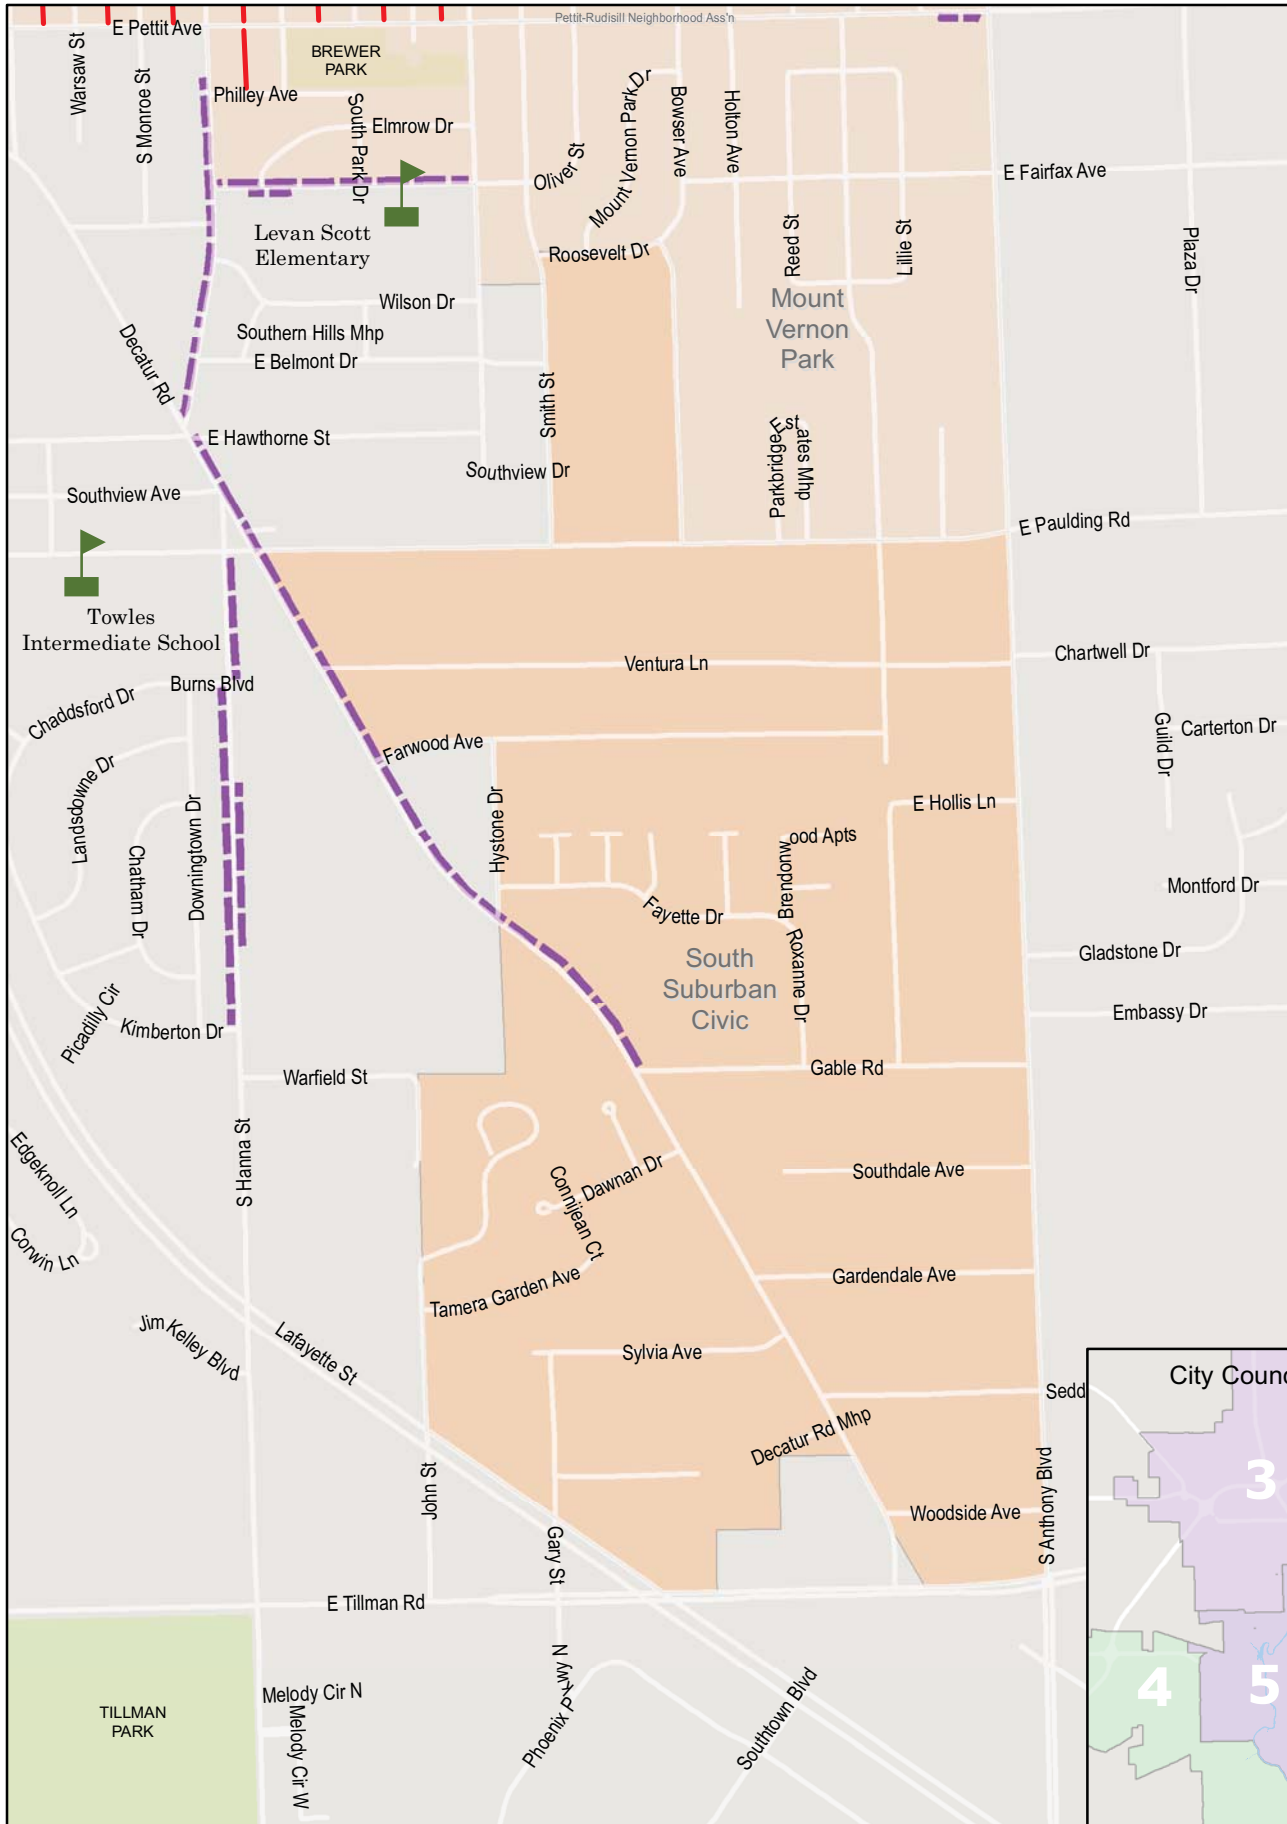 Pettit-Rudisill Neighborhood Ass'n
E Pettit Ave
Warsaw St
S Monroe St
BREWER
PARK
Philley Ave
South Park Dr
Elmrow Dr
Oliver St
Mount Vernon Park Dr
Bowser Ave
Holton Ave
E Fairfax Ave
Levan Scott
Elementary
Roosevelt Dr
Reed St
Lillie St
Plaza Dr
Wilson Dr
Mount
Vernon
Park
Southern Hills Mhp
E Belmont Dr
Decatur Rd
Smith St
E Hawthorne St
Southview Dr
Parkbridge Estates Mhp
Southview Ave
E Paulding Rd
Towles
Intermediate School
Ventura Ln
Chartwell Dr
Burns Blvd
Chaddsford Dr
Farwood Ave
Guild Dr
Carterton Dr
Landsdowne Dr
Hystone Dr
E Hollis Ln
Downingtown Dr
Chatham Dr
Brendonwood Apts
Montford Dr
Fayette Dr
Roxanne Dr
South
Suburban
Civic
Gladstone Dr
Picadilly Cir
Kimberton Dr
Embassy Dr
Warfield St
Gable Rd
S Hanna St
Edgeknoll Ln
Connijean Ct
Dawnan Dr
Southdale Ave
Corwin Ln
Tamera Garden Ave
Gardendale Ave
Jim Kelley Blvd
Lafayette St
Sylvia Ave
City Counc
Sedd
Decatur Rd Mhp
3
John St
Gary St
Woodside Ave
S Anthony Blvd
E Tillman Rd
TILLMAN
PARK
Melody Cir N
Melody Cir W
Phoenix Pkwy N
Southtown Blvd
4
5